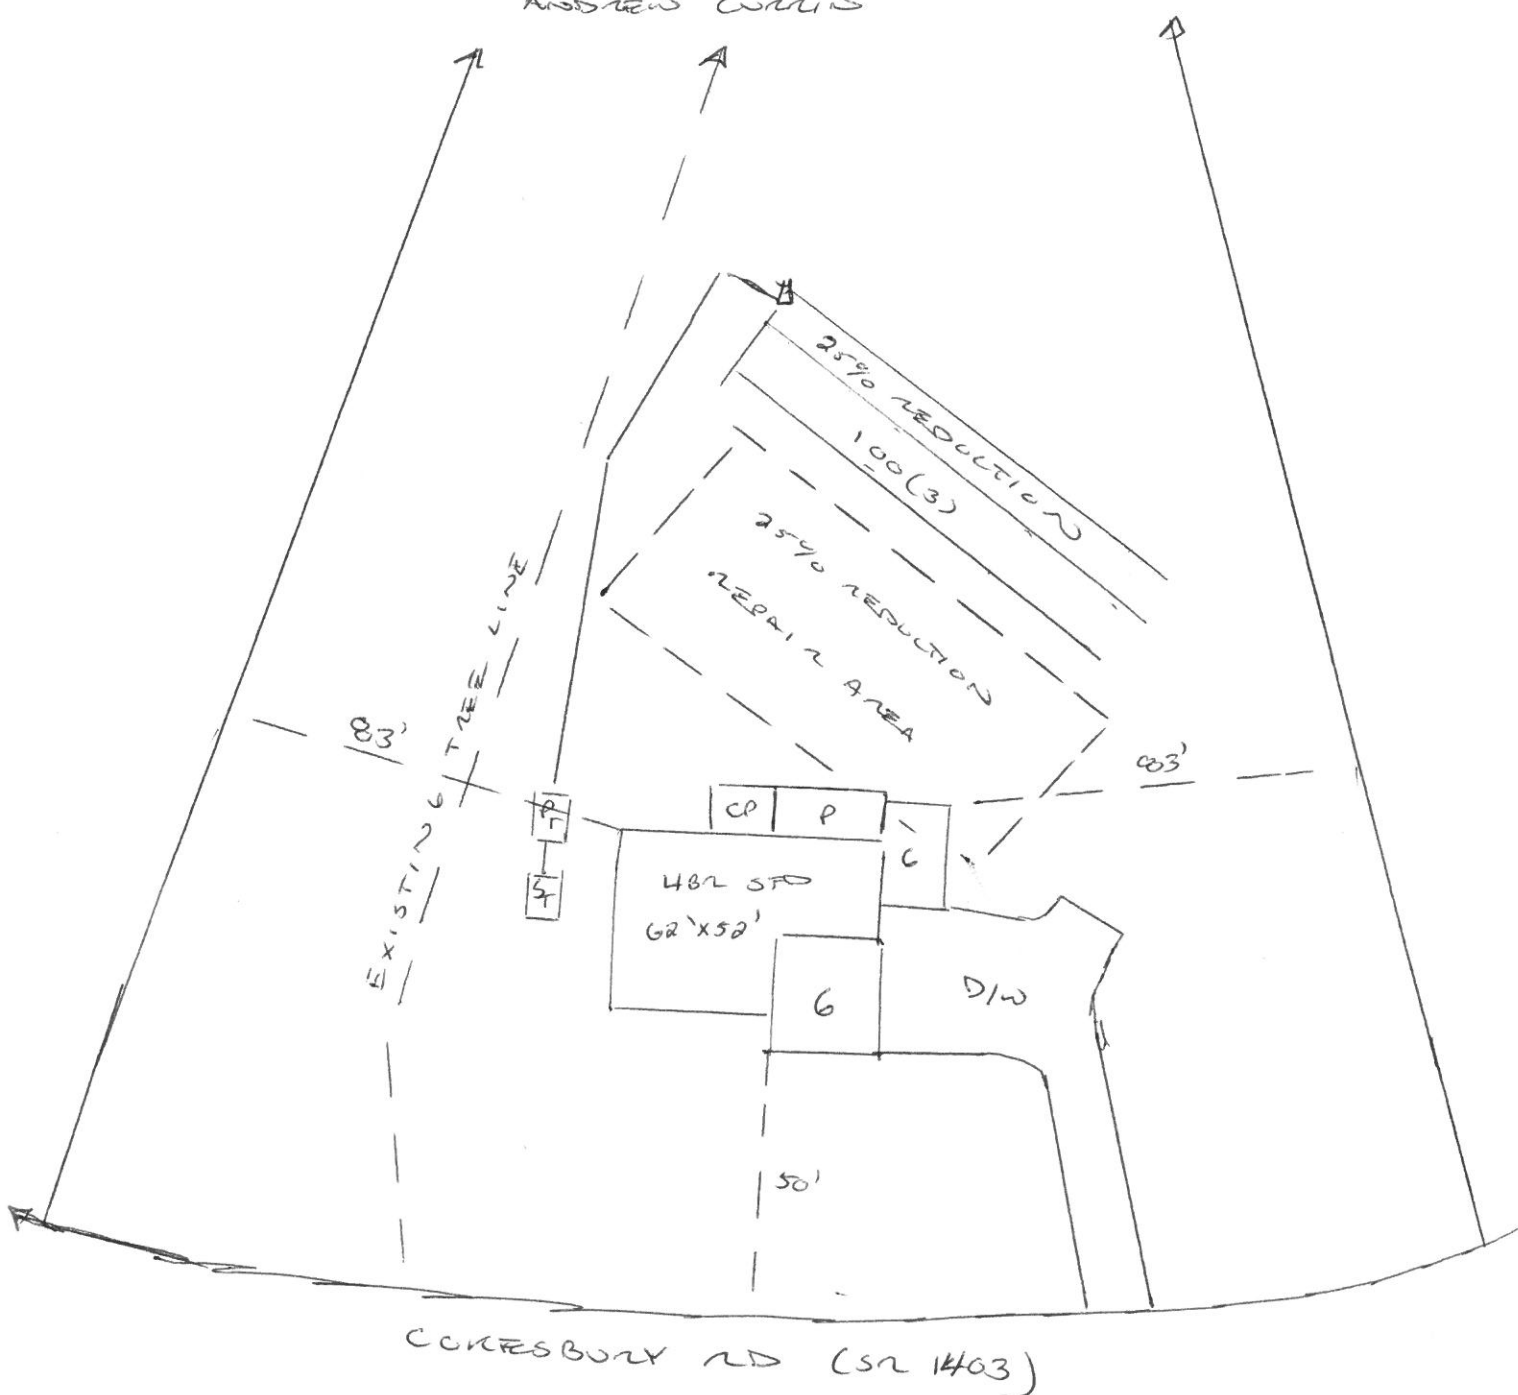 ANDREW CURRIN
25% REDUCTION
100(3)
25% REDUCTION
REPAIR AREA
EXISTING TREE LINE
83'
83'
PT
ST
CP
P
G
4BR SFD
62'X52'
G
D/W
50'
COKESBURY RD (SR 1403)